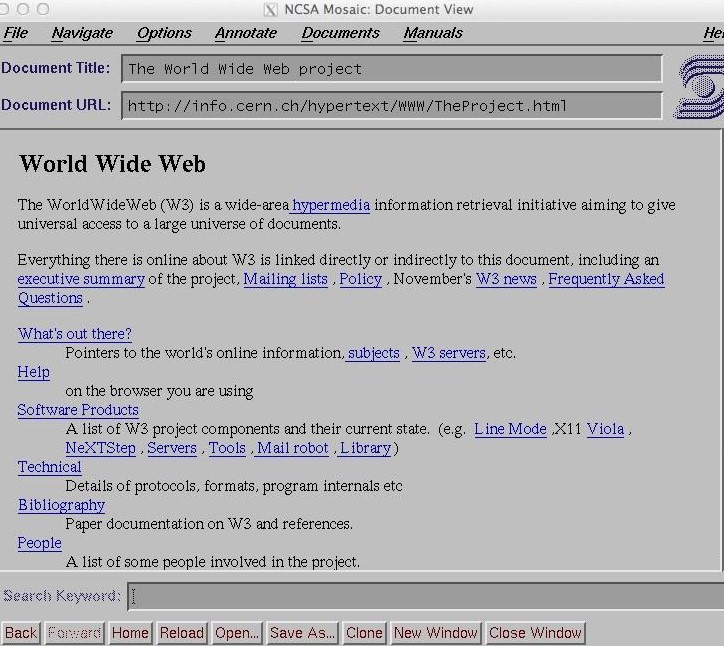 NCSA Mosaic: Document View
File Navigate Options Annotate Documents Manuals
Document Title: The World Wide Web project
Document URL: http://info.cern.ch/hypertext/WWW/TheProject.html
World Wide Web
The WorldWideWeb (W3) is a wide-area hypermedia information retrieval initiative aiming to give
universal access to a large universe of documents.
Everything there is online about W3 is linked directly or indirectly to this document, including an
executive summary of the project, Mailing lists , Policy , November's W3 news , Frequently Asked
Questions .
What's out there?
Pointers to the world's online information, subjects , W3 servers, etc.
Help
on the browser you are using
Software Products
A list of W3 project components and their current state. (e.g. Line Mode ,X11 Viola ,
NeXTStep , Servers , Tools , Mail robot , Library )
Technical
Details of protocols, formats, program internals etc
Bibliography
Paper documentation on W3 and references.
People
A list of some people involved in the project.
Search Keyword:
Back Forward Home Reload Open... Save As... Clone New Window Close Window